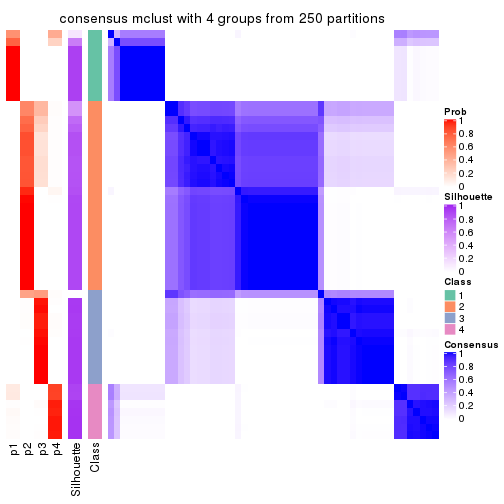 consensus mclust with 4 groups from 250 partitions
Prob
1
0.8
0.6
0.4
0.2
0
Silhouette
1
0.8
0.6
0.4
0.2
0
Class
1
2
3
4
Consensus
1
0.8
0.6
0.4
0.2
0
p1
p2
p3
p4
Silhouette
Class